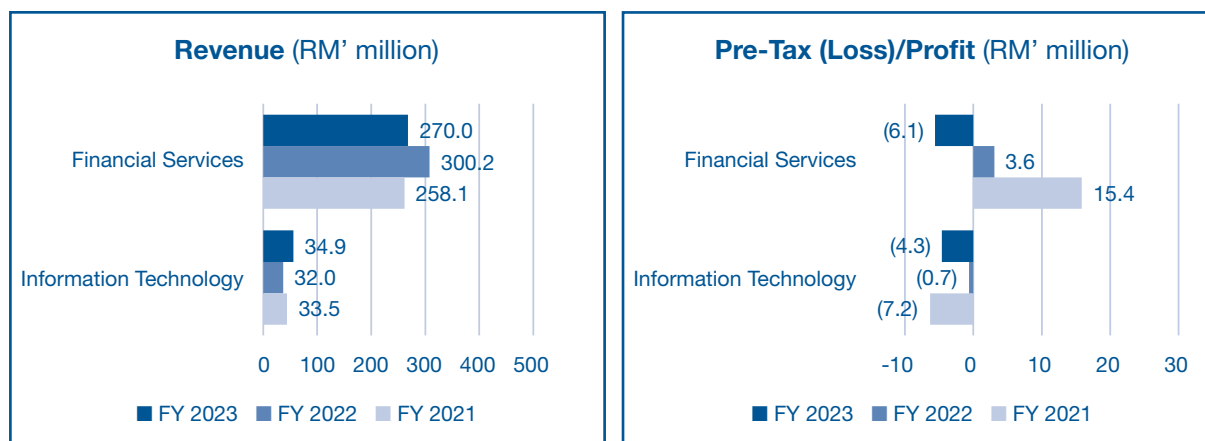 Revenue (RM' million)
Financial Services
270.0
300.2
258.1
Information Technology
34.9
32.0
33.5
0 100 200 300 400 500
FY 2023 FY 2022 FY 2021
Pre-Tax (Loss)/Profit (RM' million)
Financial Services
(6.1)
3.6
15.4
Information Technology
(4.3)
(0.7)
(7.2)
-10 0 10 20 30
FY 2023 FY 2022 FY 2021